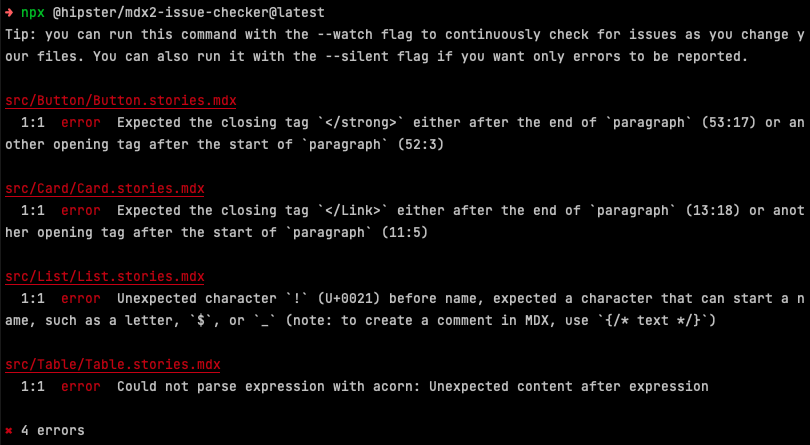 → npx @hipster/mdx2-issue-checker@latest
Tip: you can run this command with the --watch flag to continuously check for issues as you change y
our files. You can also run it with the --silent flag if you want only errors to be reported.
src/Button/Button.stories.mdx
1:1 error Expected the closing tag `</strong>` either after the end of `paragraph` (53:17) or an
other opening tag after the start of `paragraph` (52:3)
src/Card/Card.stories.mdx
1:1 error Expected the closing tag `</Link>` either after the end of `paragraph` (13:18) or anot
her opening tag after the start of `paragraph` (11:5)
src/List/List.stories.mdx
1:1 error Unexpected character `!` (U+0021) before name, expected a character that can start a n
ame, such as a letter, `$`, or `_` (note: to create a comment in MDX, use `{/* text */}`)
src/Table/Table.stories.mdx
1:1 error Could not parse expression with acorn: Unexpected content after expression
✖ 4 errors